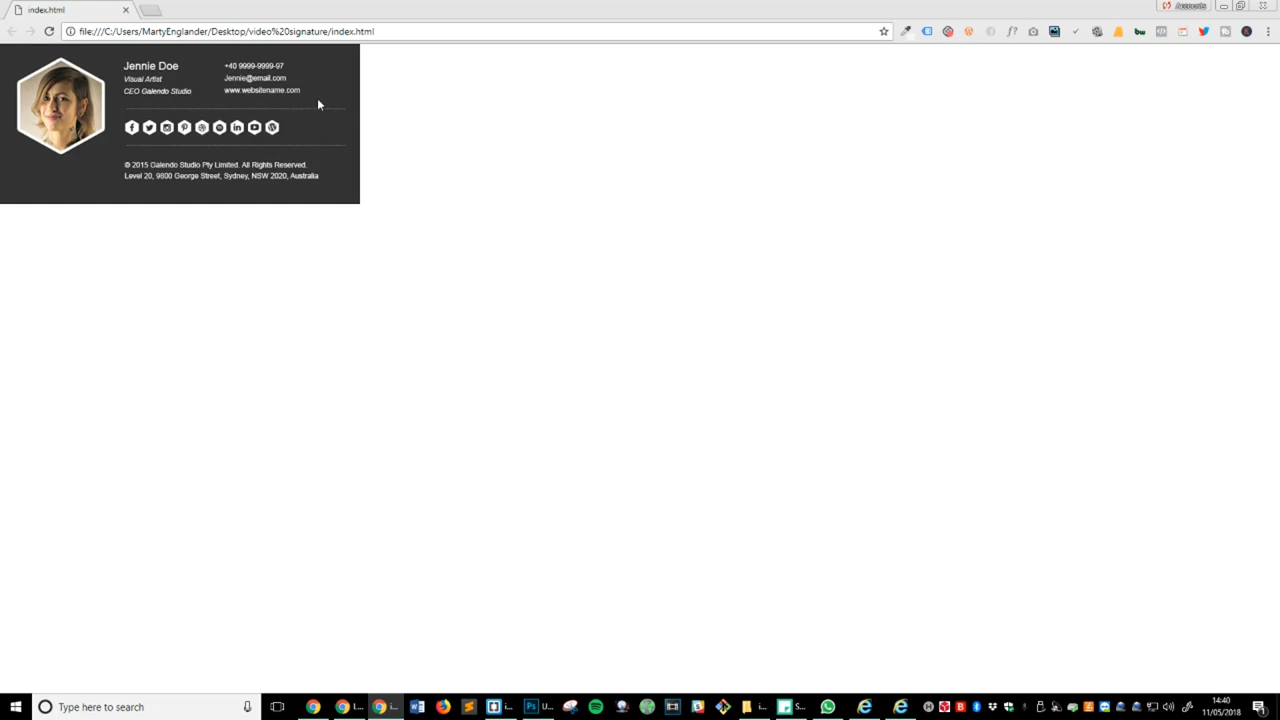 index.html
Accounts
file:///C:/Users/MartyEnglander/Desktop/video%20signature/index.html
Jennie Doe
Visual Artist
CEO Galendo Studio
+40 9999-9999-97
Jennie@email.com
www.websitename.com
© 2015 Galendo Studio Pty Limited. All Rights Reserved.
Level 20, 9800 George Street, Sydney, NSW 2020, Australia
Type here to search
14:40
11/05/2018